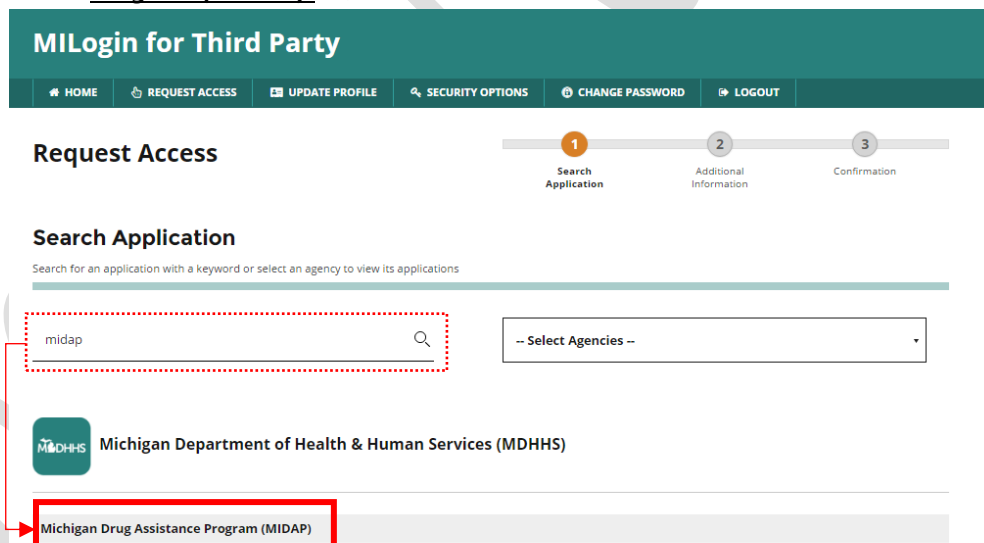 MILogin for Third Party
HOME REQUEST ACCESS UPDATE PROFILE SECURITY OPTIONS CHANGE PASSWORD LOGOUT
Request Access
1 2 3
Search Application Additional Information Confirmation
Search Application
Search for an application with a keyword or select an agency to view its applications
midap
-- Select Agencies --
MDHHS Michigan Department of Health & Human Services (MDHHS)
Michigan Drug Assistance Program (MIDAP)